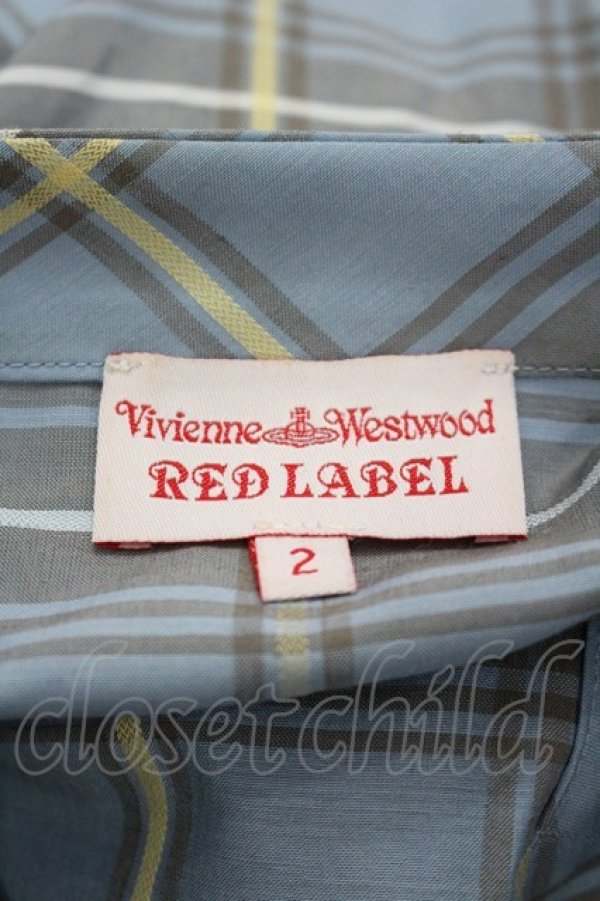 Vivienne Westwood
RED LABEL
2
closetchild